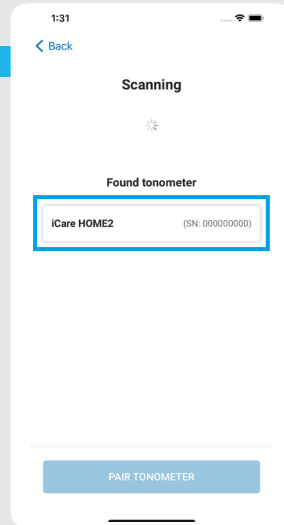 1:31
Back
Scanning
Found tonometer
iCare HOME2 (SN: 000000000)
PAIR TONOMETER